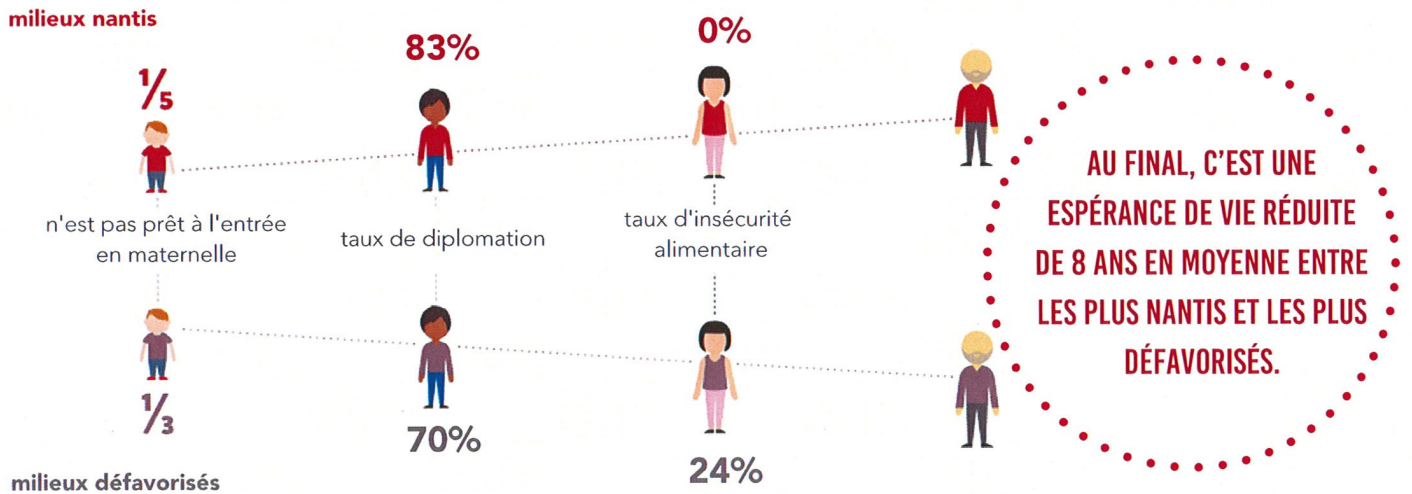 milieux nantis
83%
0%
1/5
n'est pas prêt à l'entrée
en maternelle
taux de diplomation
taux d'insécurité
alimentaire
1/3
70%
24%
milieux défavorisés
AU FINAL, C'EST UNE
ESPÉRANCE DE VIE RÉDUITE
DE 8 ANS EN MOYENNE ENTRE
LES PLUS NANTIS ET LES PLUS
DÉFAVORISÉS.